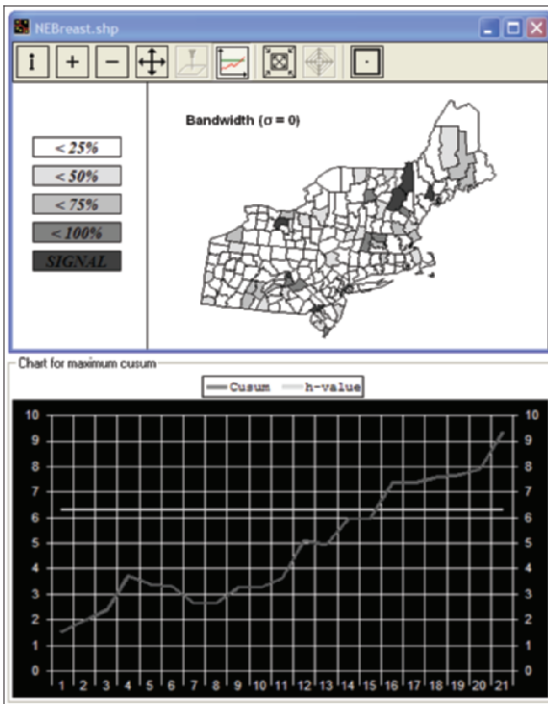 NEBreast.shp
i + −
Bandwidth (σ = 0)
< 25%
< 50%
< 75%
< 100%
SIGNAL
Chart for maximum cusum
Cusum h-value
10 10
9 9
8 8
7 7
6 6
5 5
4 4
3 3
2 2
1 1
0 0
1 2 3 4 5 6 7 8 9 10 11 12 13 14 15 16 17 18 19 20 21